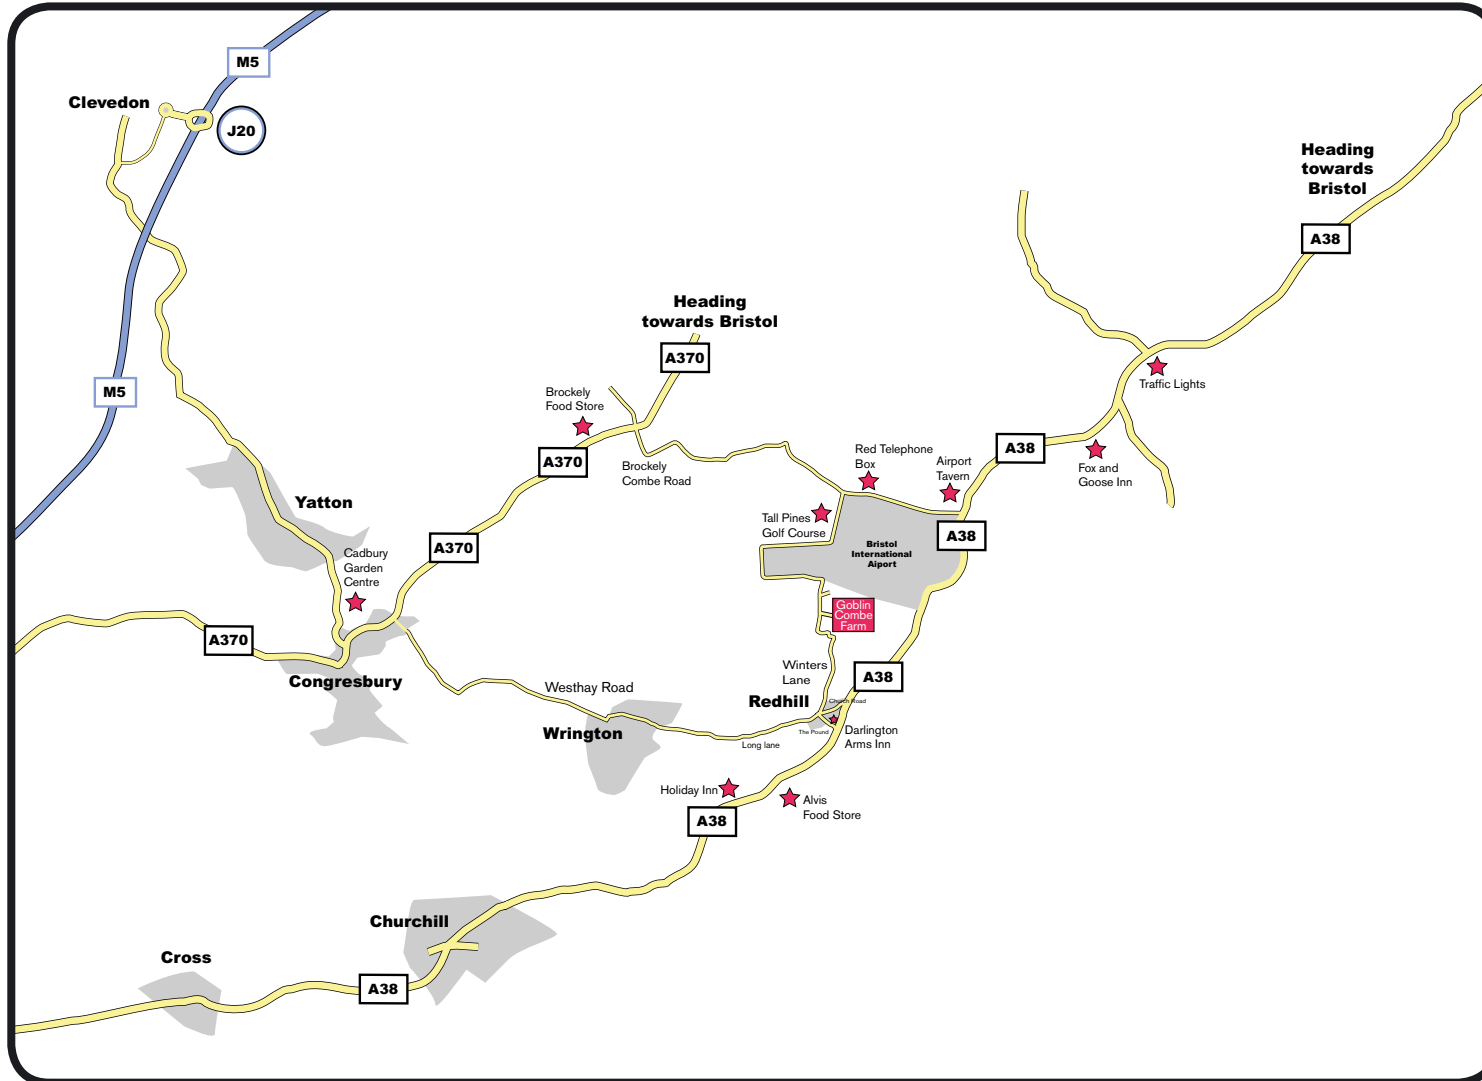 M5
Clevedon
J20
Heading
towards
Bristol
A38
Heading
towards Bristol
A370
M5
Brockely
Food Store
Traffic Lights
A370
Brockely
Combe Road
Red Telephone
Box
Airport
Tavern
A38
Fox and
Goose Inn
Yatton
Tall Pines
Golf Course
A38
Bristol
International
Aiport
A370
Cadbury
Garden
Centre
Goblin
Combe
Farm
A370
Congresbury
Winters
Lane
A38
Westhay Road
Redhill
Church Road
Wrington
The Pound
Darlington
Arms Inn
Long lane
Holiday Inn
Alvis
Food Store
A38
Churchill
Cross
A38